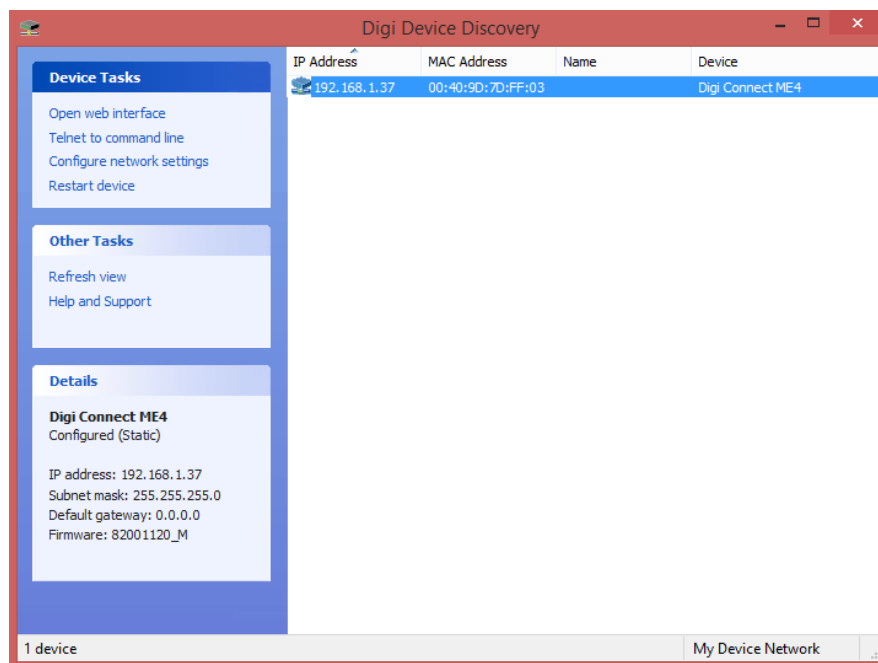 Digi Device Discovery
Device Tasks
Open web interface
Telnet to command line
Configure network settings
Restart device
Other Tasks
Refresh view
Help and Support
Details
Digi Connect ME4
Configured (Static)
IP address: 192.168.1.37
Subnet mask: 255.255.255.0
Default gateway: 0.0.0.0
Firmware: 82001120_M
IP Address MAC Address Name Device
192.168.1.37 00:40:9D:7D:FF:03 Digi Connect ME4
1 device My Device Network